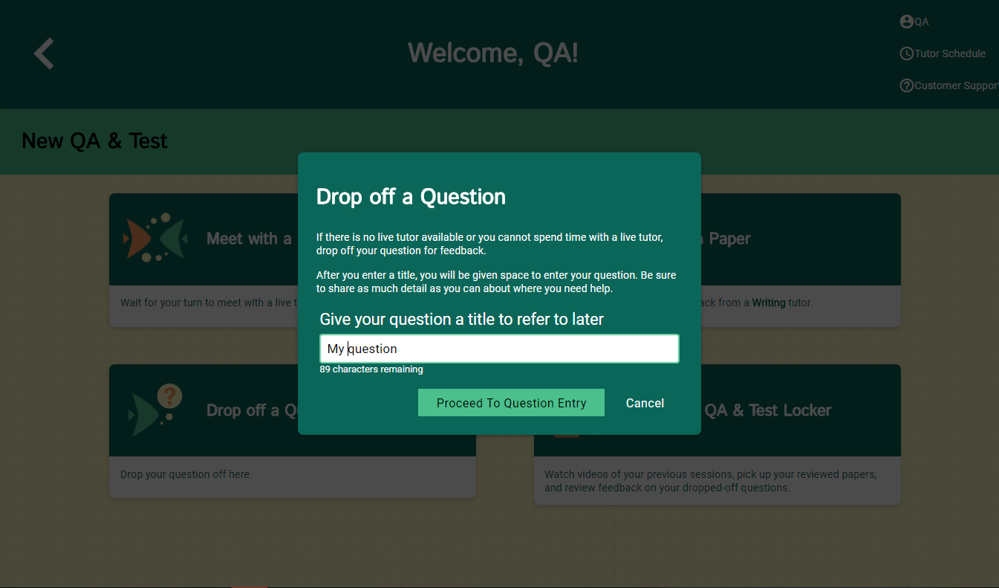 Welcome, QA!
QA
Tutor Schedule
Customer Suppor
New QA & Test
Meet with a
Wait for your turn to meet with a live t
Paper
ack from a Writing tutor.
Drop off a Question
If there is no live tutor available or you cannot spend time with a live tutor,
drop off your question for feedback.
After you enter a title, you will be given space to enter your question. Be sure
to share as much detail as you can about where you need help.
Give your question a title to refer to later
My question
89 characters remaining
Proceed To Question Entry
Cancel
Drop off a Qu
Drop your question off here.
QA & Test Locker
Watch videos of your previous sessions, pick up your reviewed papers,
and review feedback on your dropped-off questions.